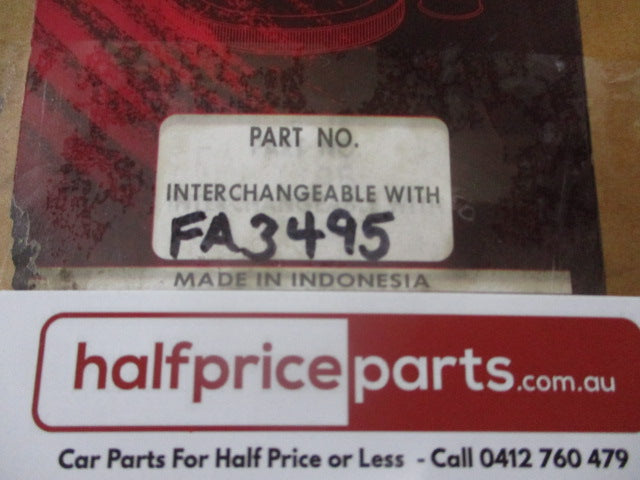 PART NO.
INTERCHANGEABLE WITH
FA3495
MADE IN INDONESIA
halfpriceparts.com.au
Car Parts For Half Price or Less - Call 0412 760 479